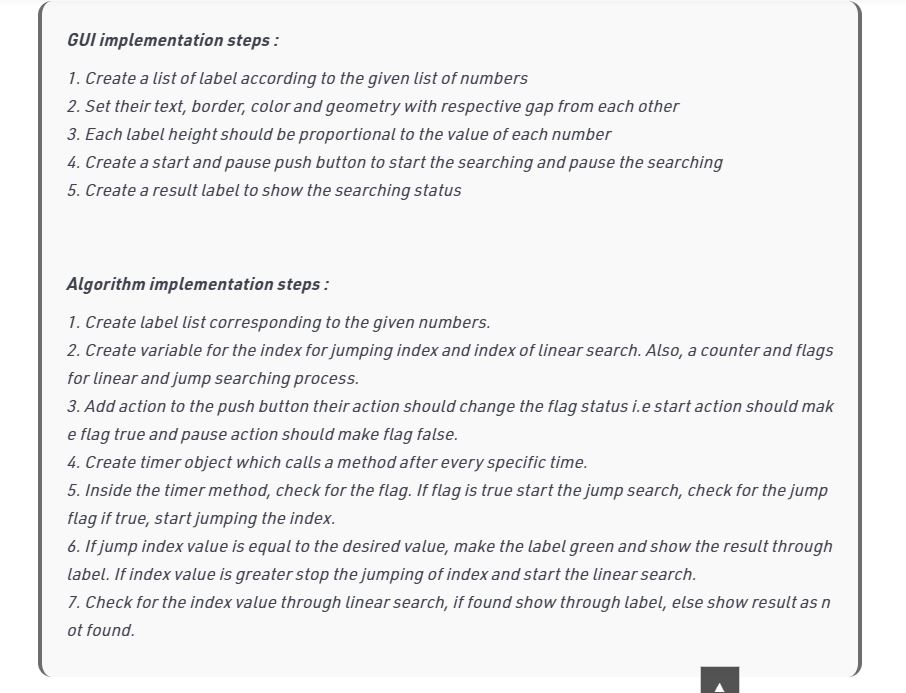 GUI implementation steps :
1. Create a list of label according to the given list of numbers
2. Set their text, border, color and geometry with respective gap from each other
3. Each label height should be proportional to the value of each number
4. Create a start and pause push button to start the searching and pause the searching
5. Create a result label to show the searching status
Algorithm implementation steps :
1. Create label list corresponding to the given numbers.
2. Create variable for the index for jumping index and index of linear search. Also, a counter and flags
for linear and jump searching process.
3. Add action to the push button their action should change the flag status i.e start action should mak
e flag true and pause action should make flag false.
4. Create timer object which calls a method after every specific time.
5. Inside the timer method, check for the flag. If flag is true start the jump search, check for the jump
flag if true, start jumping the index.
6. If jump index value is equal to the desired value, make the label green and show the result through
label. If index value is greater stop the jumping of index and start the linear search.
7. Check for the index value through linear search, if found show through label, else show result as n
ot found.